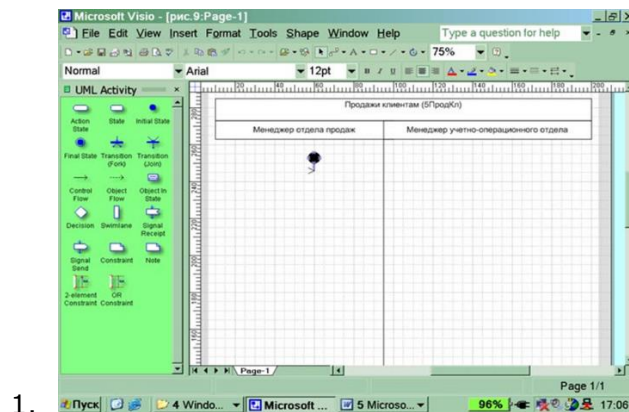 Microsoft Visio - [рис.9:Page-1]
File Edit View Insert Format Tools Shape Window Help Type a question for help
75%
Normal Arial 12pt
UML Activity
Продажи клиентам (5ПродКл)
Менеджер отдела продаж Менеджер учетно-операционного отдела
Action State
State
Initial State
Final State
Transition (Fork)
Transition (Join)
Control Flow
Object Flow
Object In State
Decision
Swimlane
Signal Receipt
Signal Send
Constraint
Note
2-element Constraint
OR Constraint
Page-1
Page 1/1
1.
Пуск 4 Windo... Microsoft ... 5 Microso... 96% 17:06